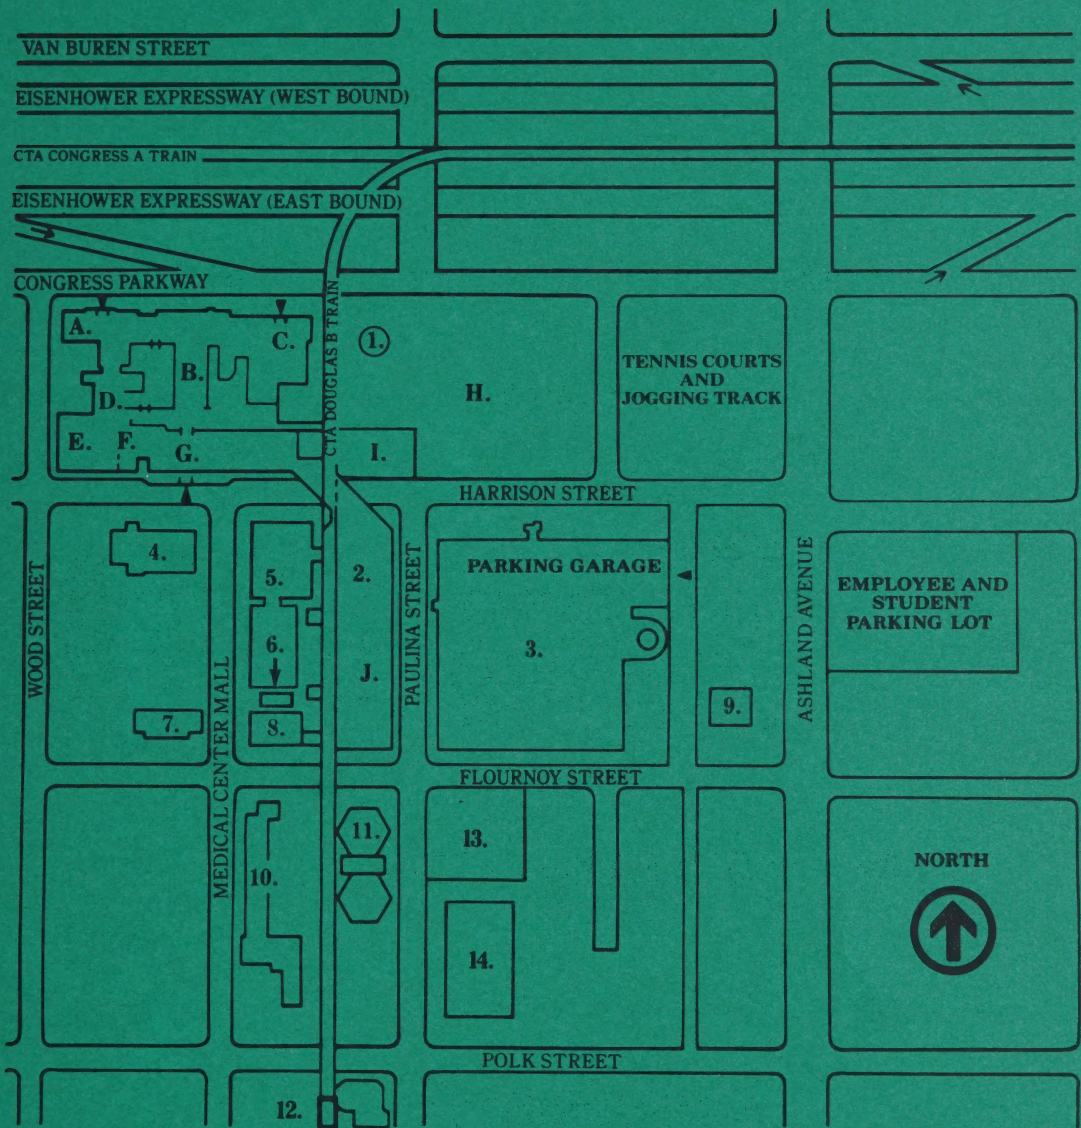 VAN BUREN STREET
EISENHOWER EXPRESSWAY (WEST BOUND)
CTA CONGRESS A TRAIN
EISENHOWER EXPRESSWAY (EAST BOUND)
CONGRESS PARKWAY
A.
C.
CTA DOUGLAS B TRAIN
1.
B.
TENNIS COURTS
AND
JOGGING TRACK
H.
D.
E.
F.
G.
I.
HARRISON STREET
WOOD STREET
4.
5.
2.
PAULINA STREET
PARKING GARAGE
ASHLAND AVENUE
EMPLOYEE AND
STUDENT
PARKING LOT
MEDICAL CENTER MALL
6.
J.
3.
7.
8.
9.
FLOURNOY STREET
11.
13.
10.
NORTH
14.
POLK STREET
12.